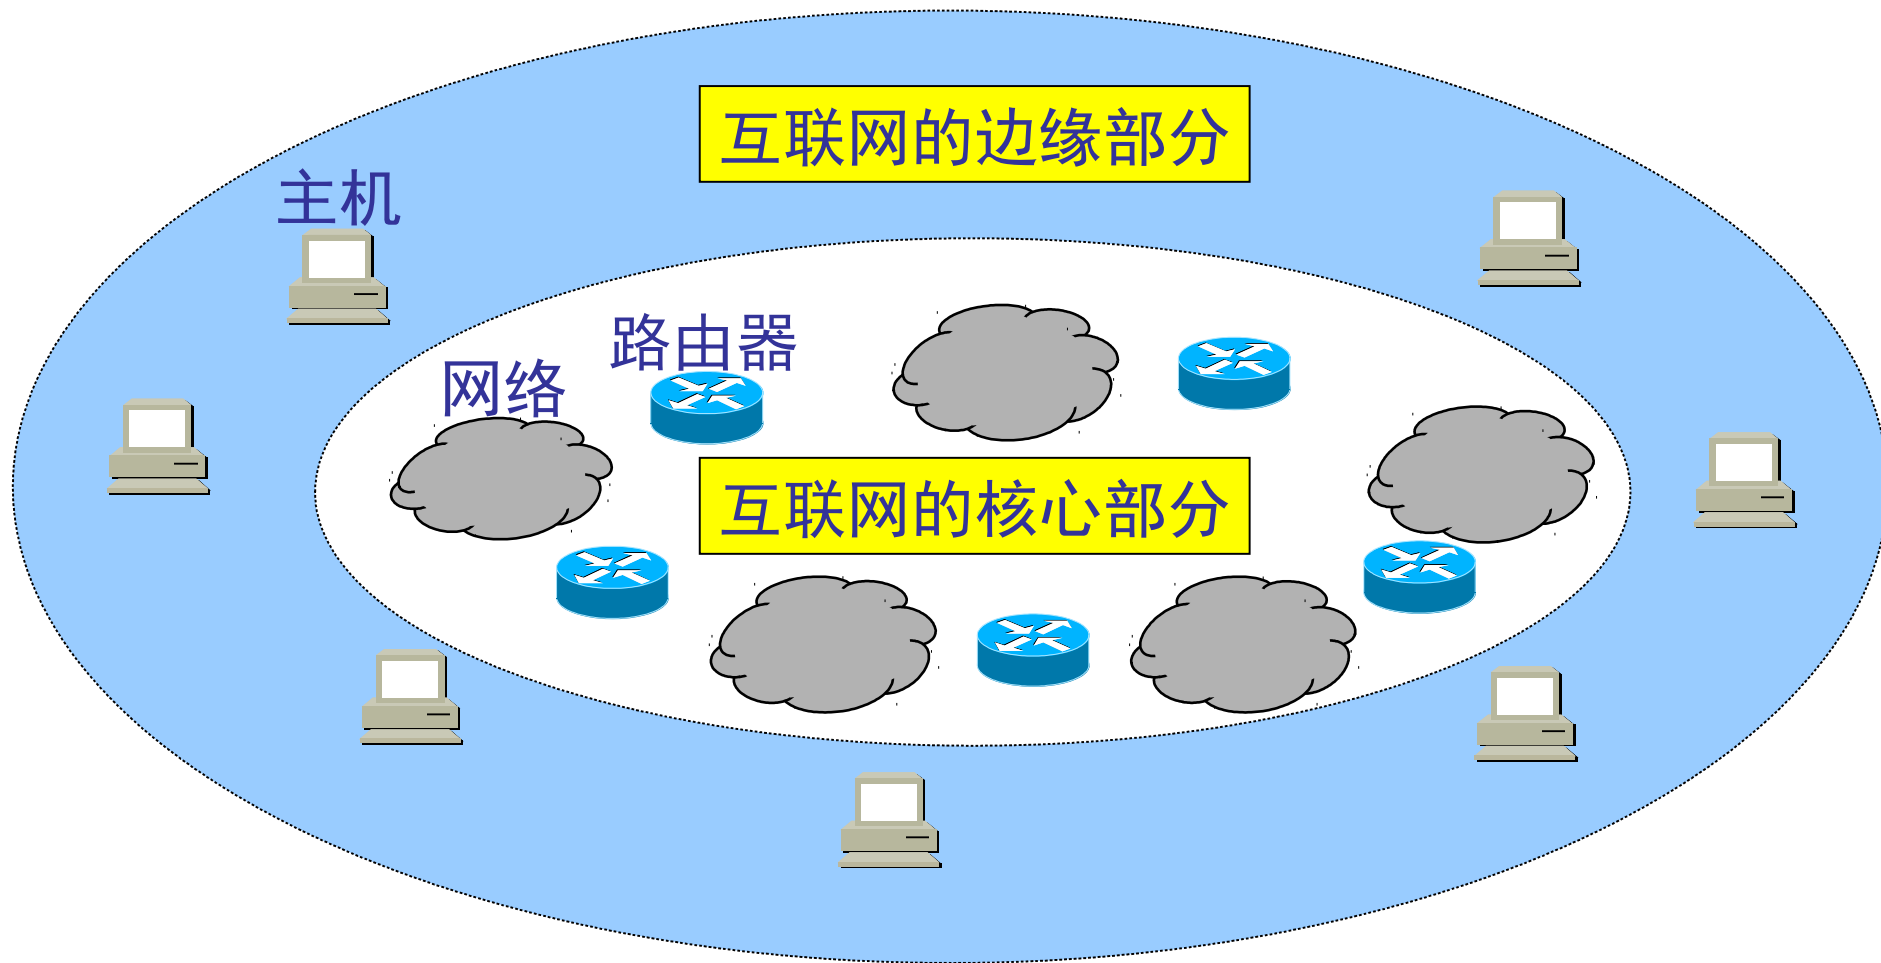 互联网的边缘部分
主机
路由器
网络
互联网的核心部分